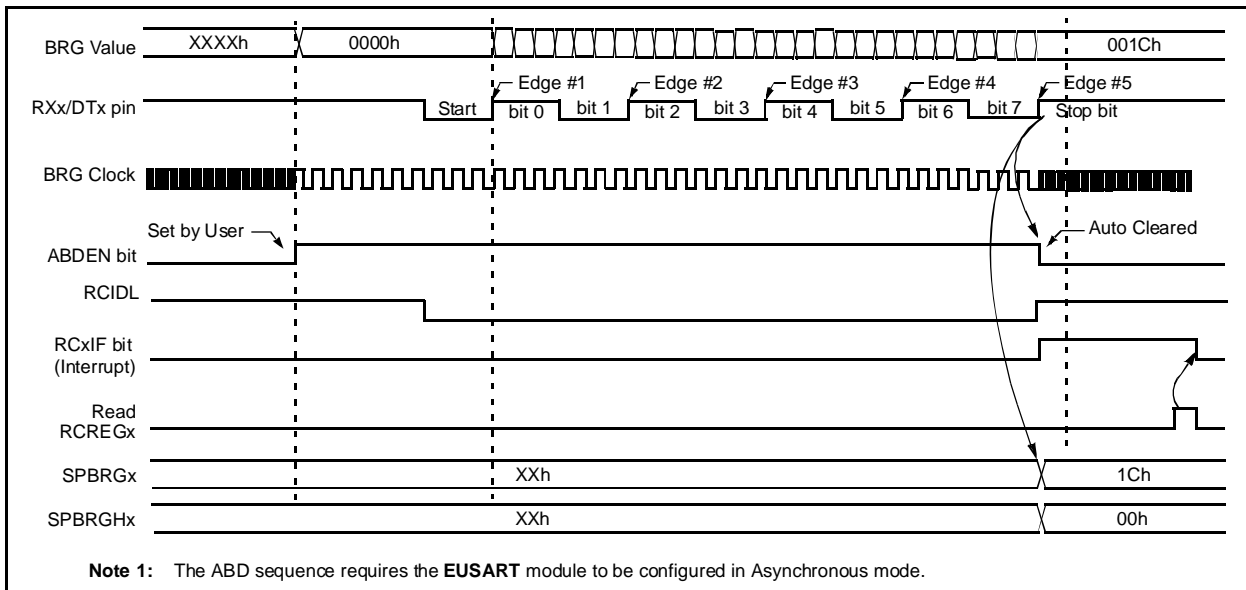 BRG Value XXXXh 0000h 001Ch
Edge #1 Edge #2 Edge #3 Edge #4 Edge #5
RXx/DTx pin Start bit 0 bit 1 bit 2 bit 3 bit 4 bit 5 bit 6 bit 7 Stop bit
BRG Clock
Set by User Auto Cleared
ABDEN bit
RCIDL
RCxIF bit
(Interrupt)
Read
RCREGx
SPBRGx XXh 1Ch
SPBRGHx XXh 00h
Note 1: The ABD sequence requires the EUSART module to be configured in Asynchronous mode.